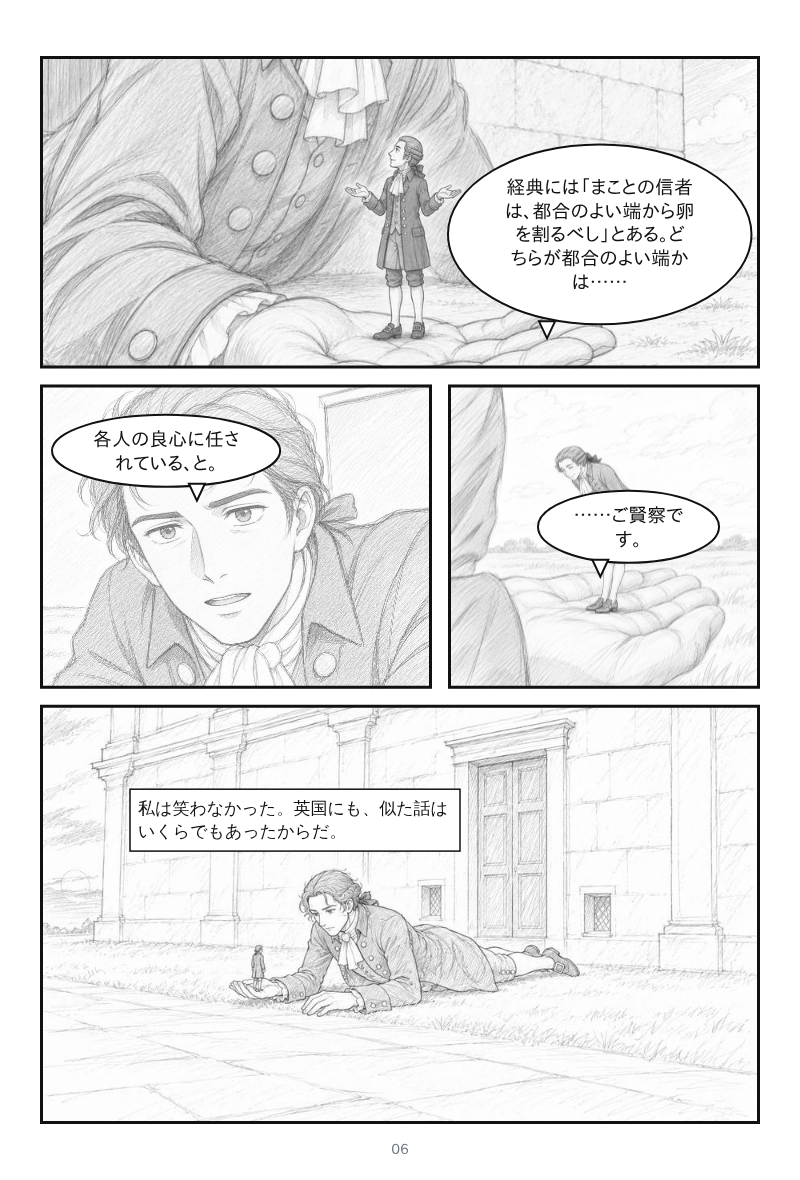 経典には「まことの信者
は、都合のよい端から卵
を割るべし」とある。ど
ちらが都合のよい端か
は……
各人の良心に任さ
れている、と。
……ご賢察で
す。
私は笑わなかった。英国にも、似た話は
いくらでもあったからだ。
06